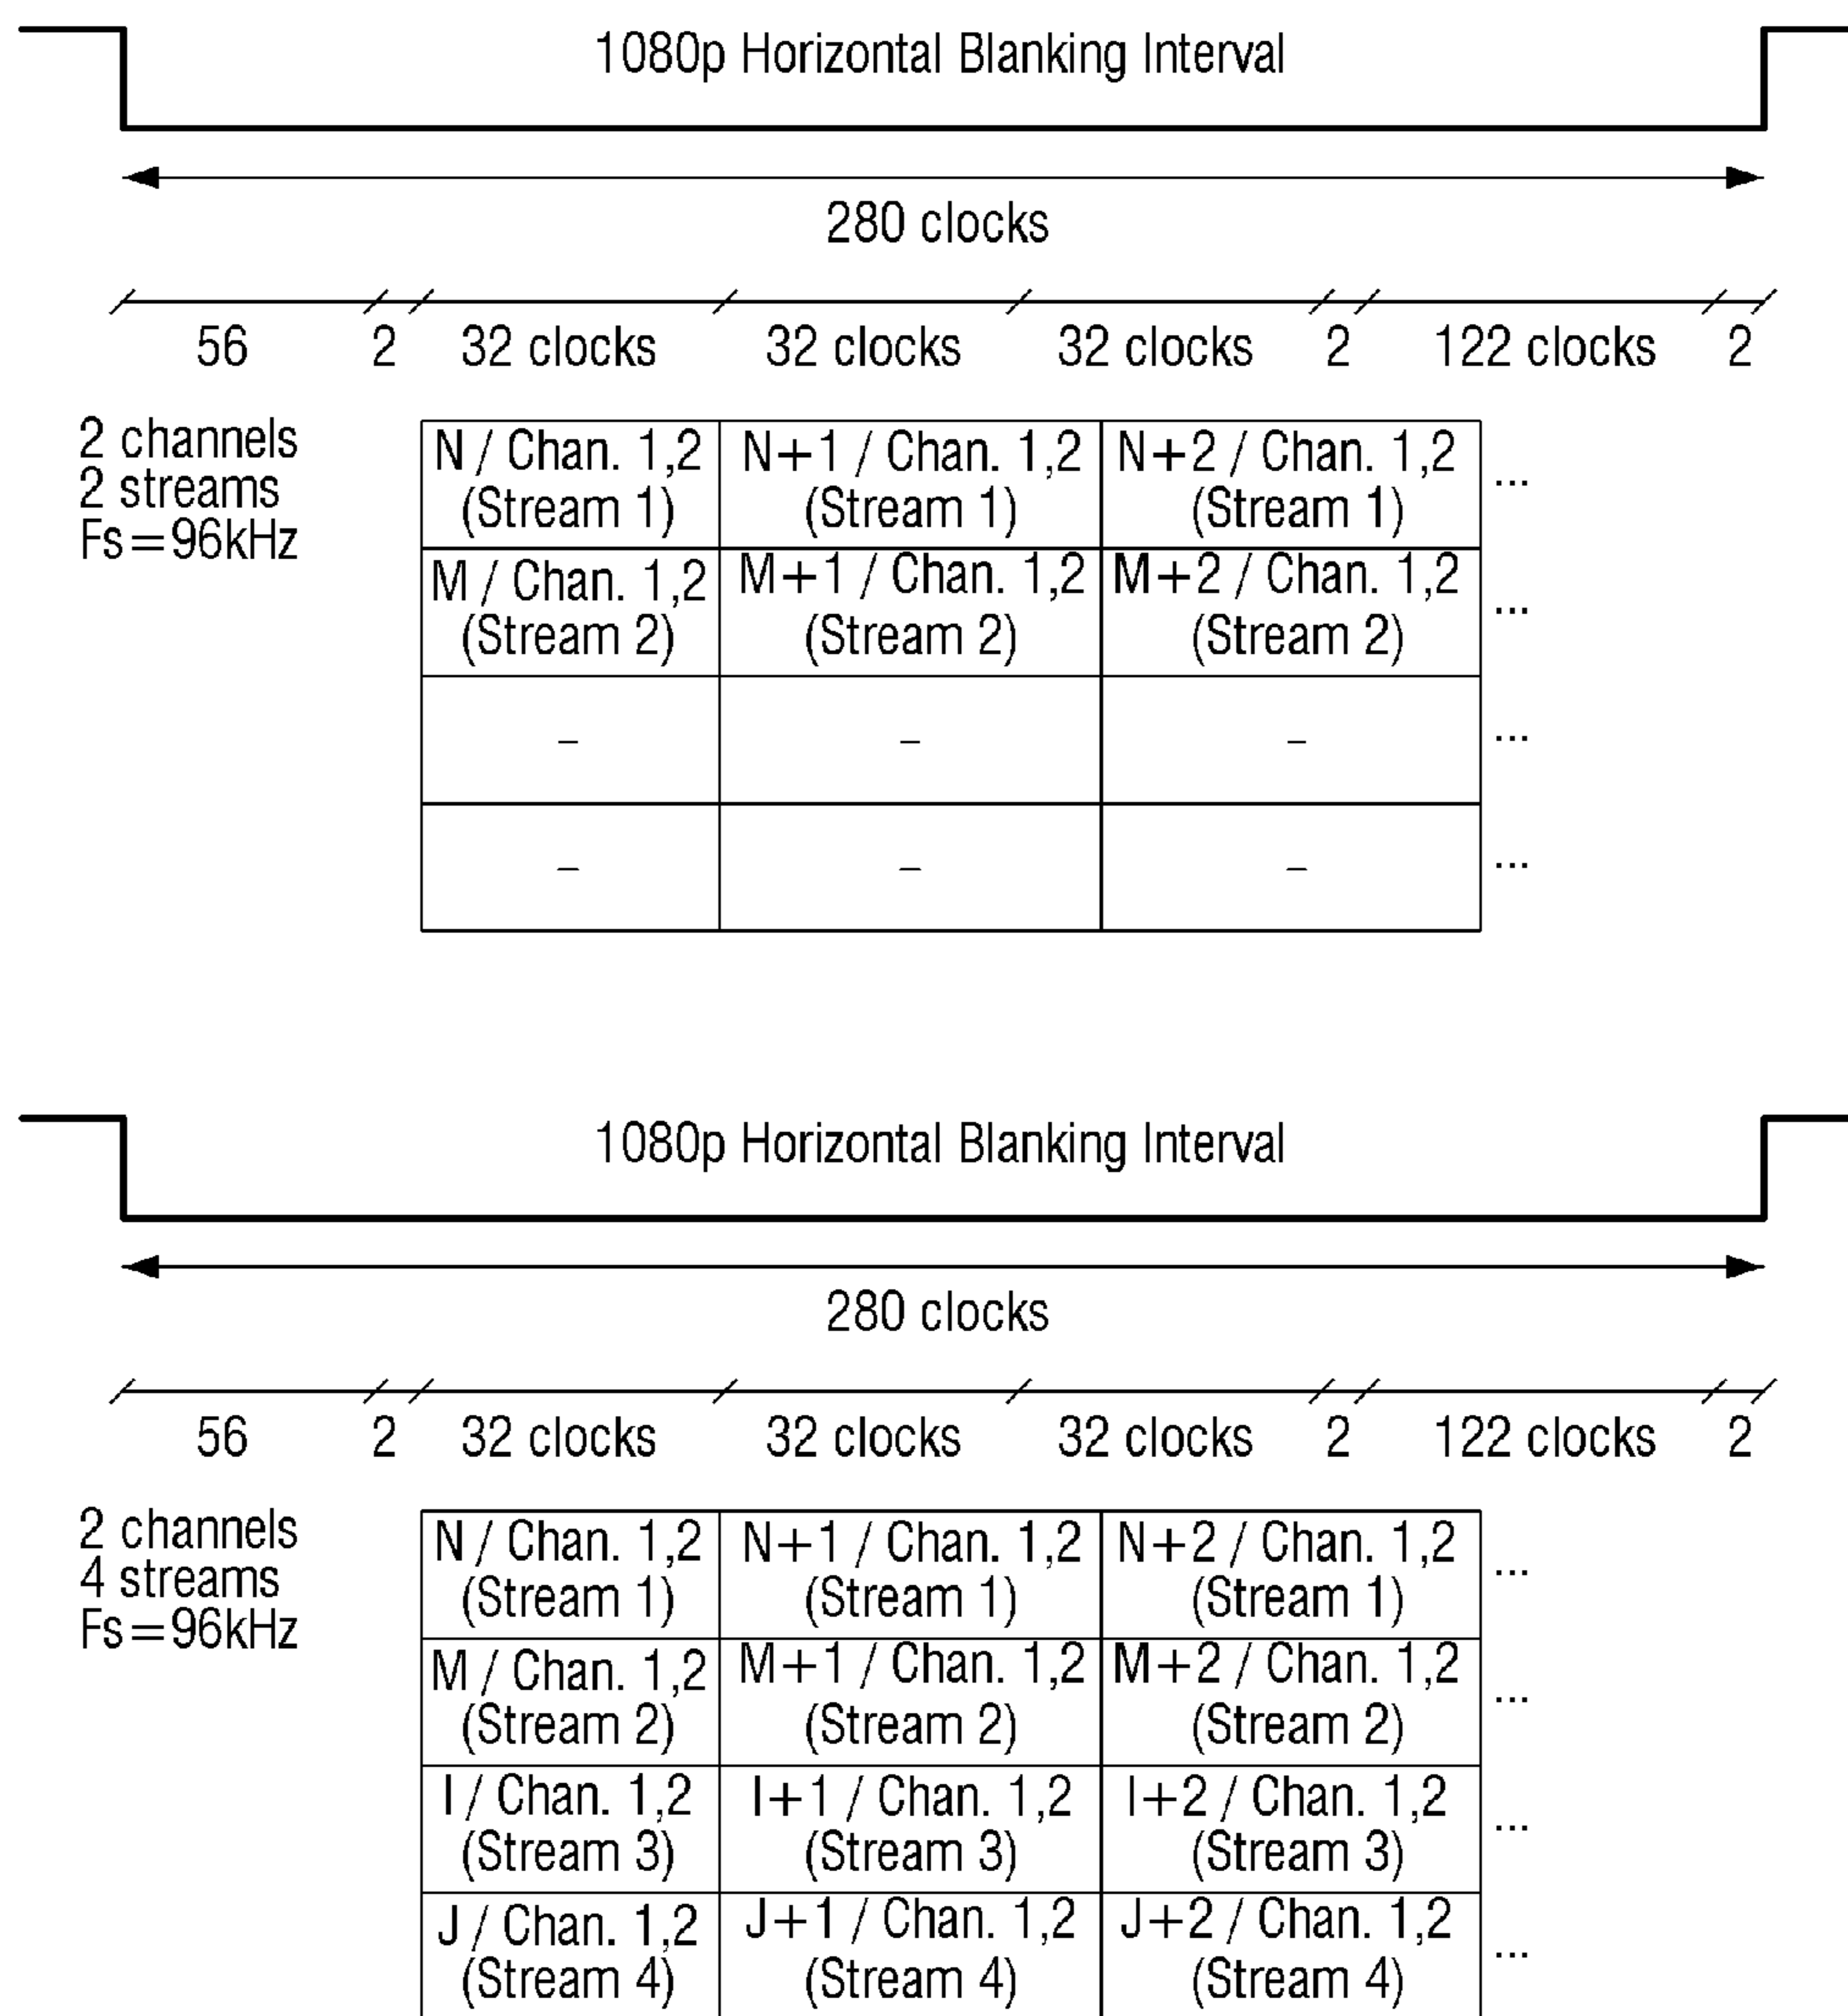 1080p Horizontal Blanking Interval
280 clocks
56 2 32 clocks 32 clocks 32 clocks 2 122 clocks 2
2 channels
2 streams
Fs=96kHz
N / Chan. 1,2 N+1 / Chan. 1,2 N+2 / Chan. 1,2 ...
(Stream 1) (Stream 1) (Stream 1)
M / Chan. 1,2 M+1 / Chan. 1,2 M+2 / Chan. 1,2 ...
(Stream 2) (Stream 2) (Stream 2)
– – – ...
– – – ...
1080p Horizontal Blanking Interval
280 clocks
56 2 32 clocks 32 clocks 32 clocks 2 122 clocks 2
2 channels
4 streams
Fs=96kHz
N / Chan. 1,2 N+1 / Chan. 1,2 N+2 / Chan. 1,2 ...
(Stream 1) (Stream 1) (Stream 1)
M / Chan. 1,2 M+1 / Chan. 1,2 M+2 / Chan. 1,2 ...
(Stream 2) (Stream 2) (Stream 2)
I / Chan. 1,2 I+1 / Chan. 1,2 I+2 / Chan. 1,2 ...
(Stream 3) (Stream 3) (Stream 3)
J / Chan. 1,2 J+1 / Chan. 1,2 J+2 / Chan. 1,2 ...
(Stream 4) (Stream 4) (Stream 4)